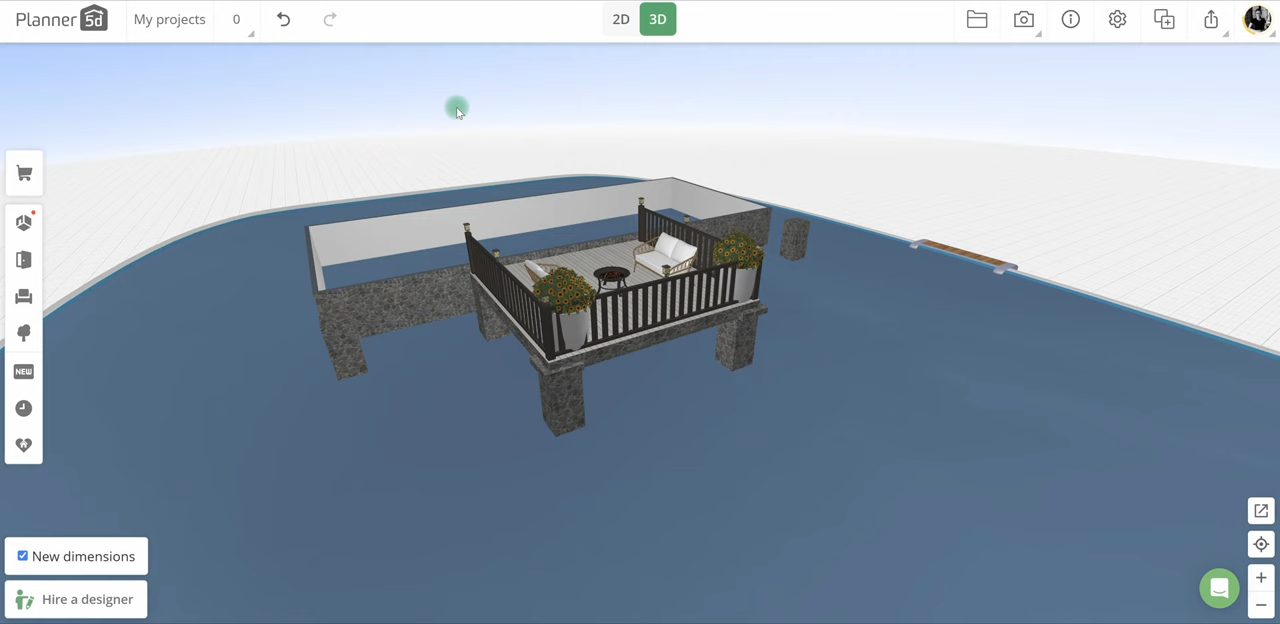 Planner 5d
My projects
0
2D
3D
NEW
New dimensions
Hire a designer